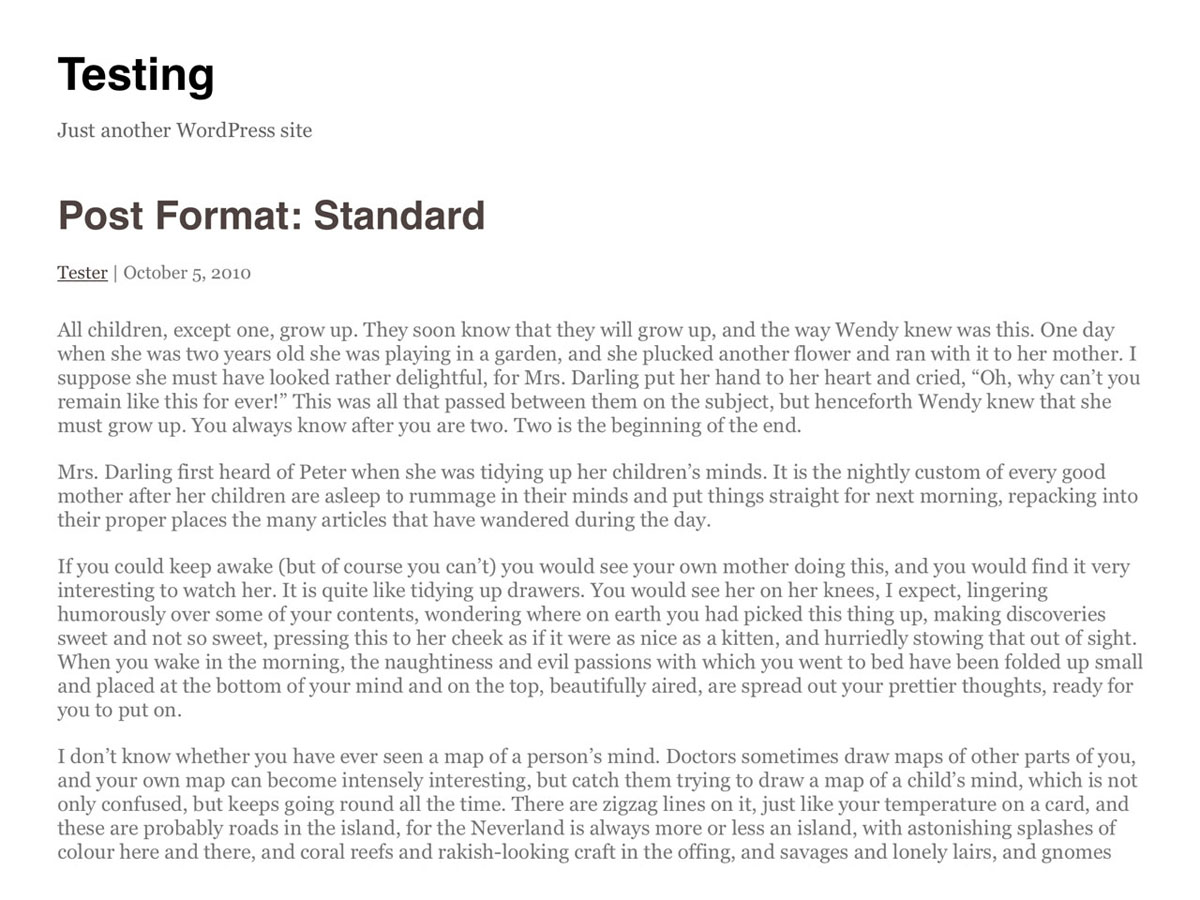 Testing
Just another WordPress site
Post Format: Standard
Tester | October 5, 2010
All children, except one, grow up. They soon know that they will grow up, and the way Wendy knew was this. One day
when she was two years old she was playing in a garden, and she plucked another flower and ran with it to her mother. I
suppose she must have looked rather delightful, for Mrs. Darling put her hand to her heart and cried, “Oh, why can’t you
remain like this for ever!” This was all that passed between them on the subject, but henceforth Wendy knew that she
must grow up. You always know after you are two. Two is the beginning of the end.
Mrs. Darling first heard of Peter when she was tidying up her children’s minds. It is the nightly custom of every good
mother after her children are asleep to rummage in their minds and put things straight for next morning, repacking into
their proper places the many articles that have wandered during the day.
If you could keep awake (but of course you can’t) you would see your own mother doing this, and you would find it very
interesting to watch her. It is quite like tidying up drawers. You would see her on her knees, I expect, lingering
humorously over some of your contents, wondering where on earth you had picked this thing up, making discoveries
sweet and not so sweet, pressing this to her cheek as if it were as nice as a kitten, and hurriedly stowing that out of sight.
When you wake in the morning, the naughtiness and evil passions with which you went to bed have been folded up small
and placed at the bottom of your mind and on the top, beautifully aired, are spread out your prettier thoughts, ready for
you to put on.
I don’t know whether you have ever seen a map of a person’s mind. Doctors sometimes draw maps of other parts of you,
and your own map can become intensely interesting, but catch them trying to draw a map of a child’s mind, which is not
only confused, but keeps going round all the time. There are zigzag lines on it, just like your temperature on a card, and
these are probably roads in the island, for the Neverland is always more or less an island, with astonishing splashes of
colour here and there, and coral reefs and rakish-looking craft in the offing, and savages and lonely lairs, and gnomes